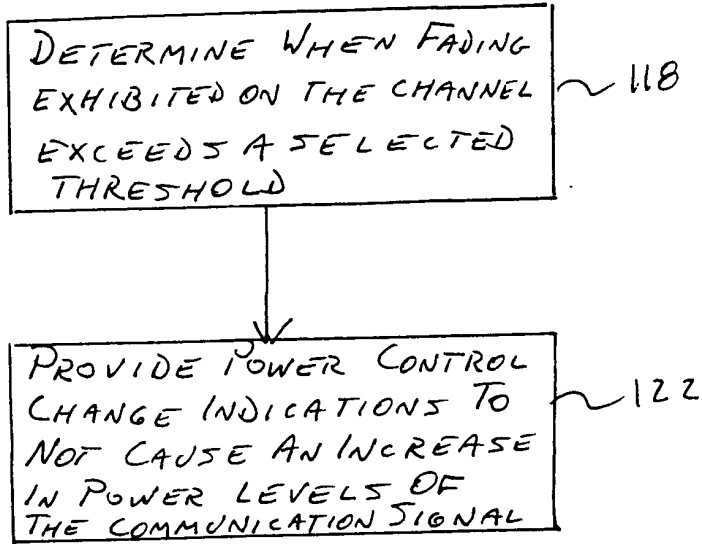 DETERMINE WHEN FADING
EXHIBITED ON THE CHANNEL
EXCEEDS A SELECTED
THRESHOLD
118
PROVIDE POWER CONTROL
CHANGE INDICATIONS TO
NOT CAUSE AN INCREASE
IN POWER LEVELS OF
THE COMMUNICATION SIGNAL
122